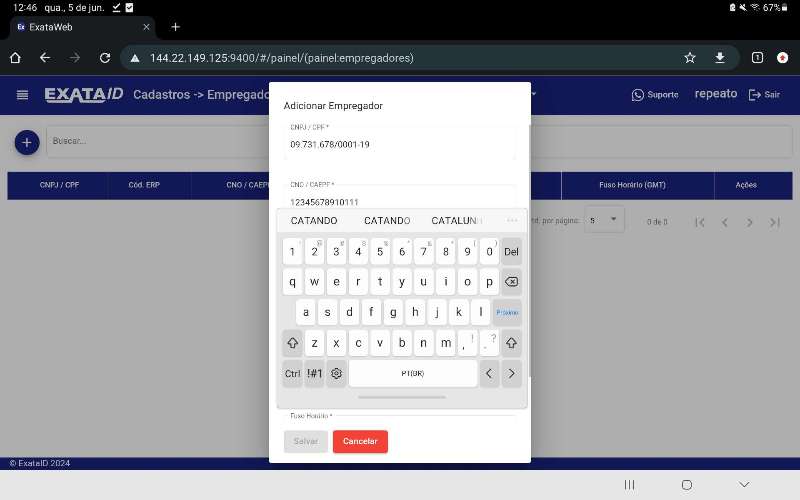 12:46 qua., 5 de jun. 67%
ExataWeb
144.22.149.125:9400/#/painel/(painel:empregadores)
1
EXATAID Cadastros -> Empregado Suporte repeato Sair
Adicionar Empregador
Buscar...
CNPJ / CPF *
09.731.678/0001-19
CNPJ / CPF Cód. ERP CNO / CAEPF Fuso Horário (GMT) Ações
CNO / CAEPF *
12345678910111
por página: 5 0 de 0
CATANDO CATANDO CATALUNH ...
1 2 3 4 5 6 7 8 9 0 Del
q w e r t y u i o p
a s d f g h j k l Próximo
z x c v b n m , ! . ?
Ctrl !#1 PT(BR) < >
Fuso Horário *
Salvar Cancelar
© ExataID 2024